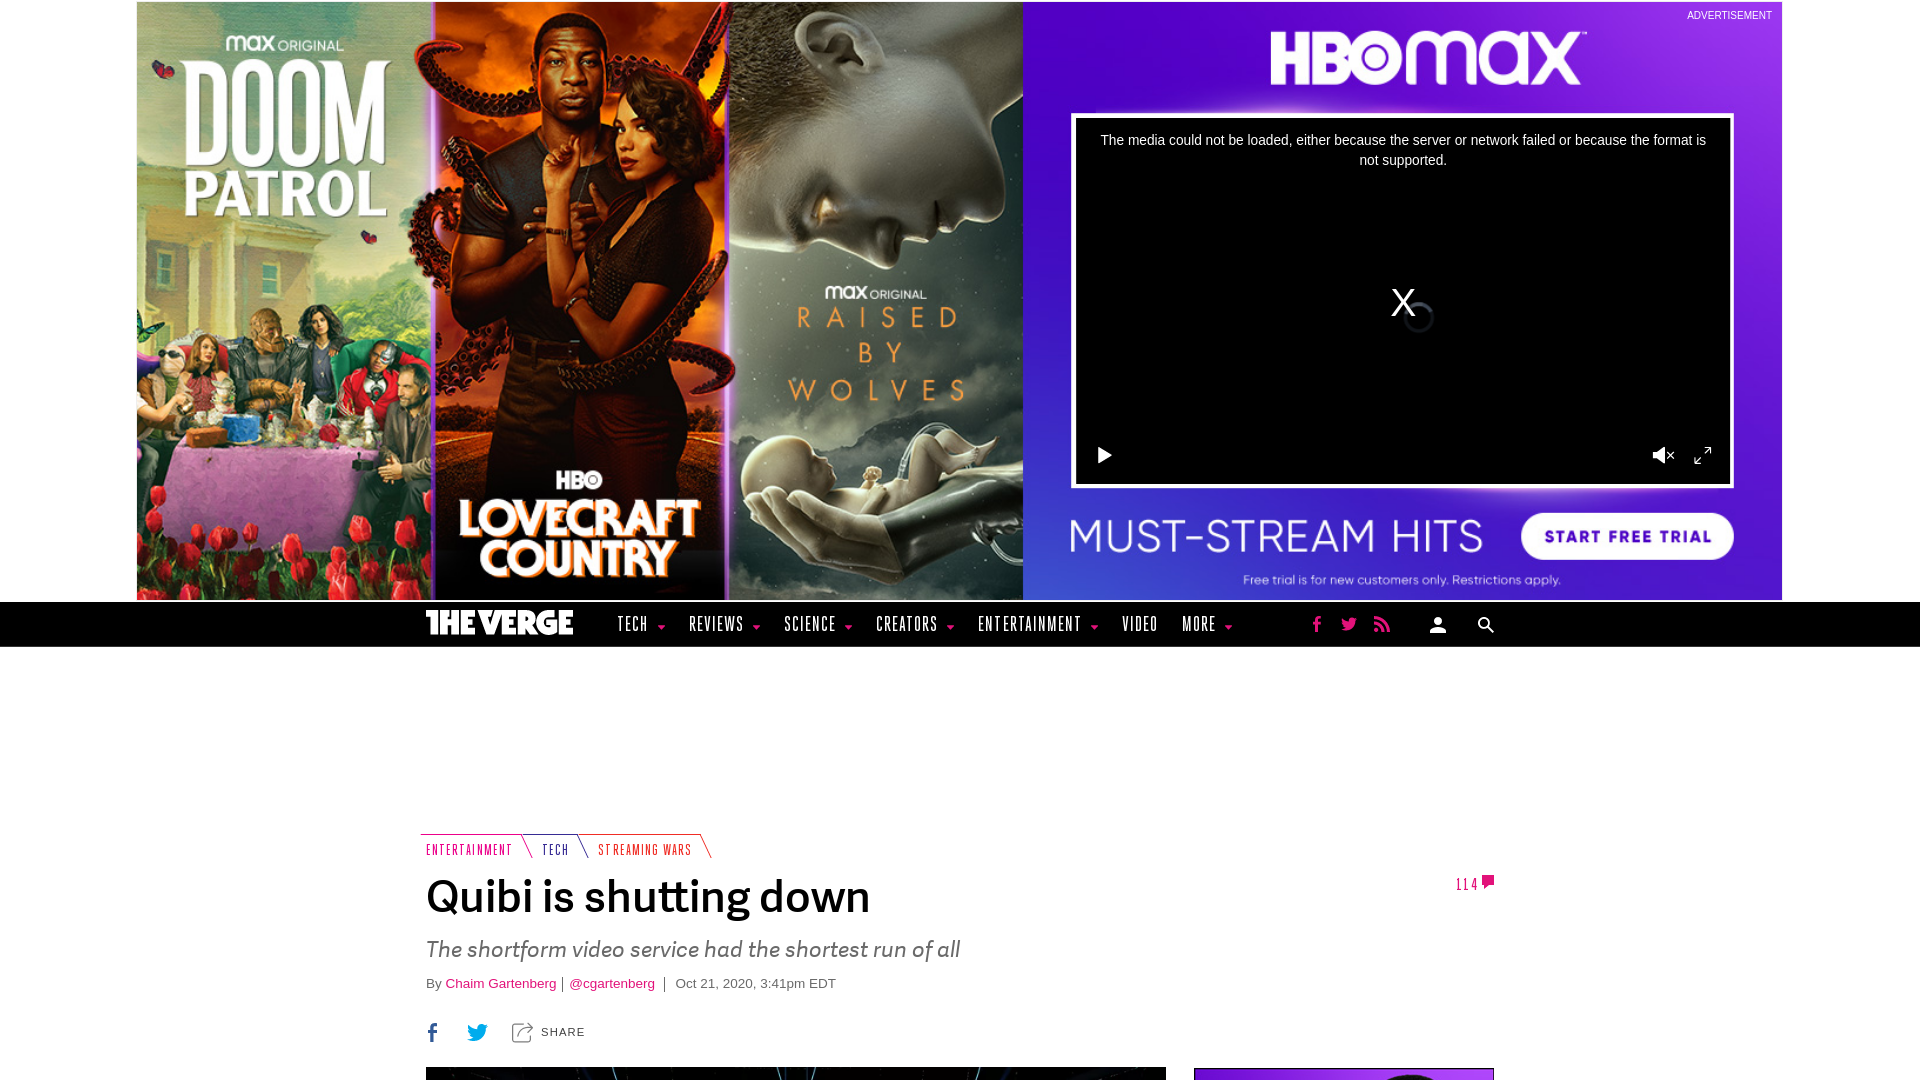 ADVERTISEMENT
max ORIGINAL
DOOM
PATROL
HBO
LOVECRAFT
COUNTRY
max ORIGINAL
RAISED
BY
WOLVES
HBOmax
The media could not be loaded, either because the server or network failed or because the format is
not supported.
X
MUST-STREAM HITS
START FREE TRIAL
Free trial is for new customers only. Restrictions apply.
THE VERGE TECH REVIEWS SCIENCE CREATORS ENTERTAINMENT VIDEO MORE
ENTERTAINMENT TECH STREAMING WARS
Quibi is shutting down
114
The shortform video service had the shortest run of all
By Chaim Gartenberg | @cgartenberg | Oct 21, 2020, 3:41pm EDT
SHARE